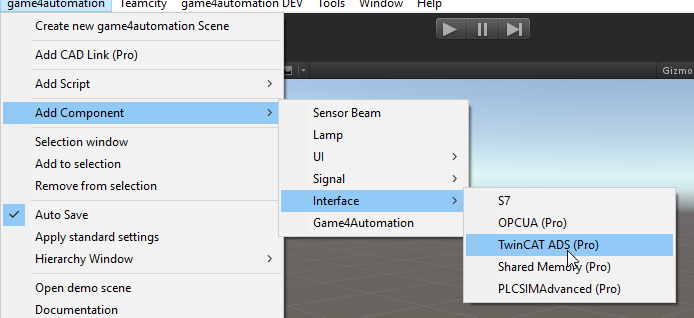 game4automation Teamcity game4automation DEV Tools Window Help
Create new game4automation Scene
Add CAD Link (Pro)
Add Script
Add Component
Selection window
Add to selection
Remove from selection
Auto Save
Apply standard settings
Hierarchy Window
Open demo scene
Documentation
Sensor Beam
Lamp
UI
Signal
Interface
Game4Automation
S7
OPCUA (Pro)
TwinCAT ADS (Pro)
Shared Memory (Pro)
PLCSIMAdvanced (Pro)
Gizmo